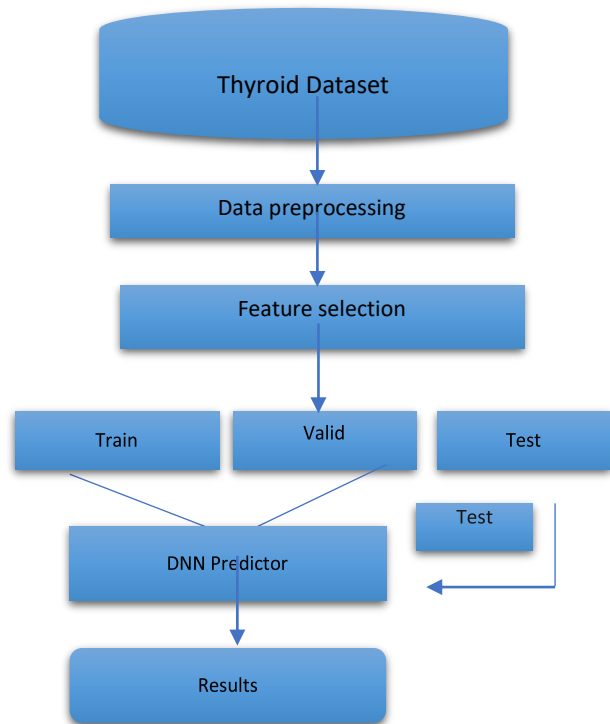 Thyroid Dataset
Data preprocessing
Feature selection
Train
Valid
Test
Test
DNN Predictor
Results